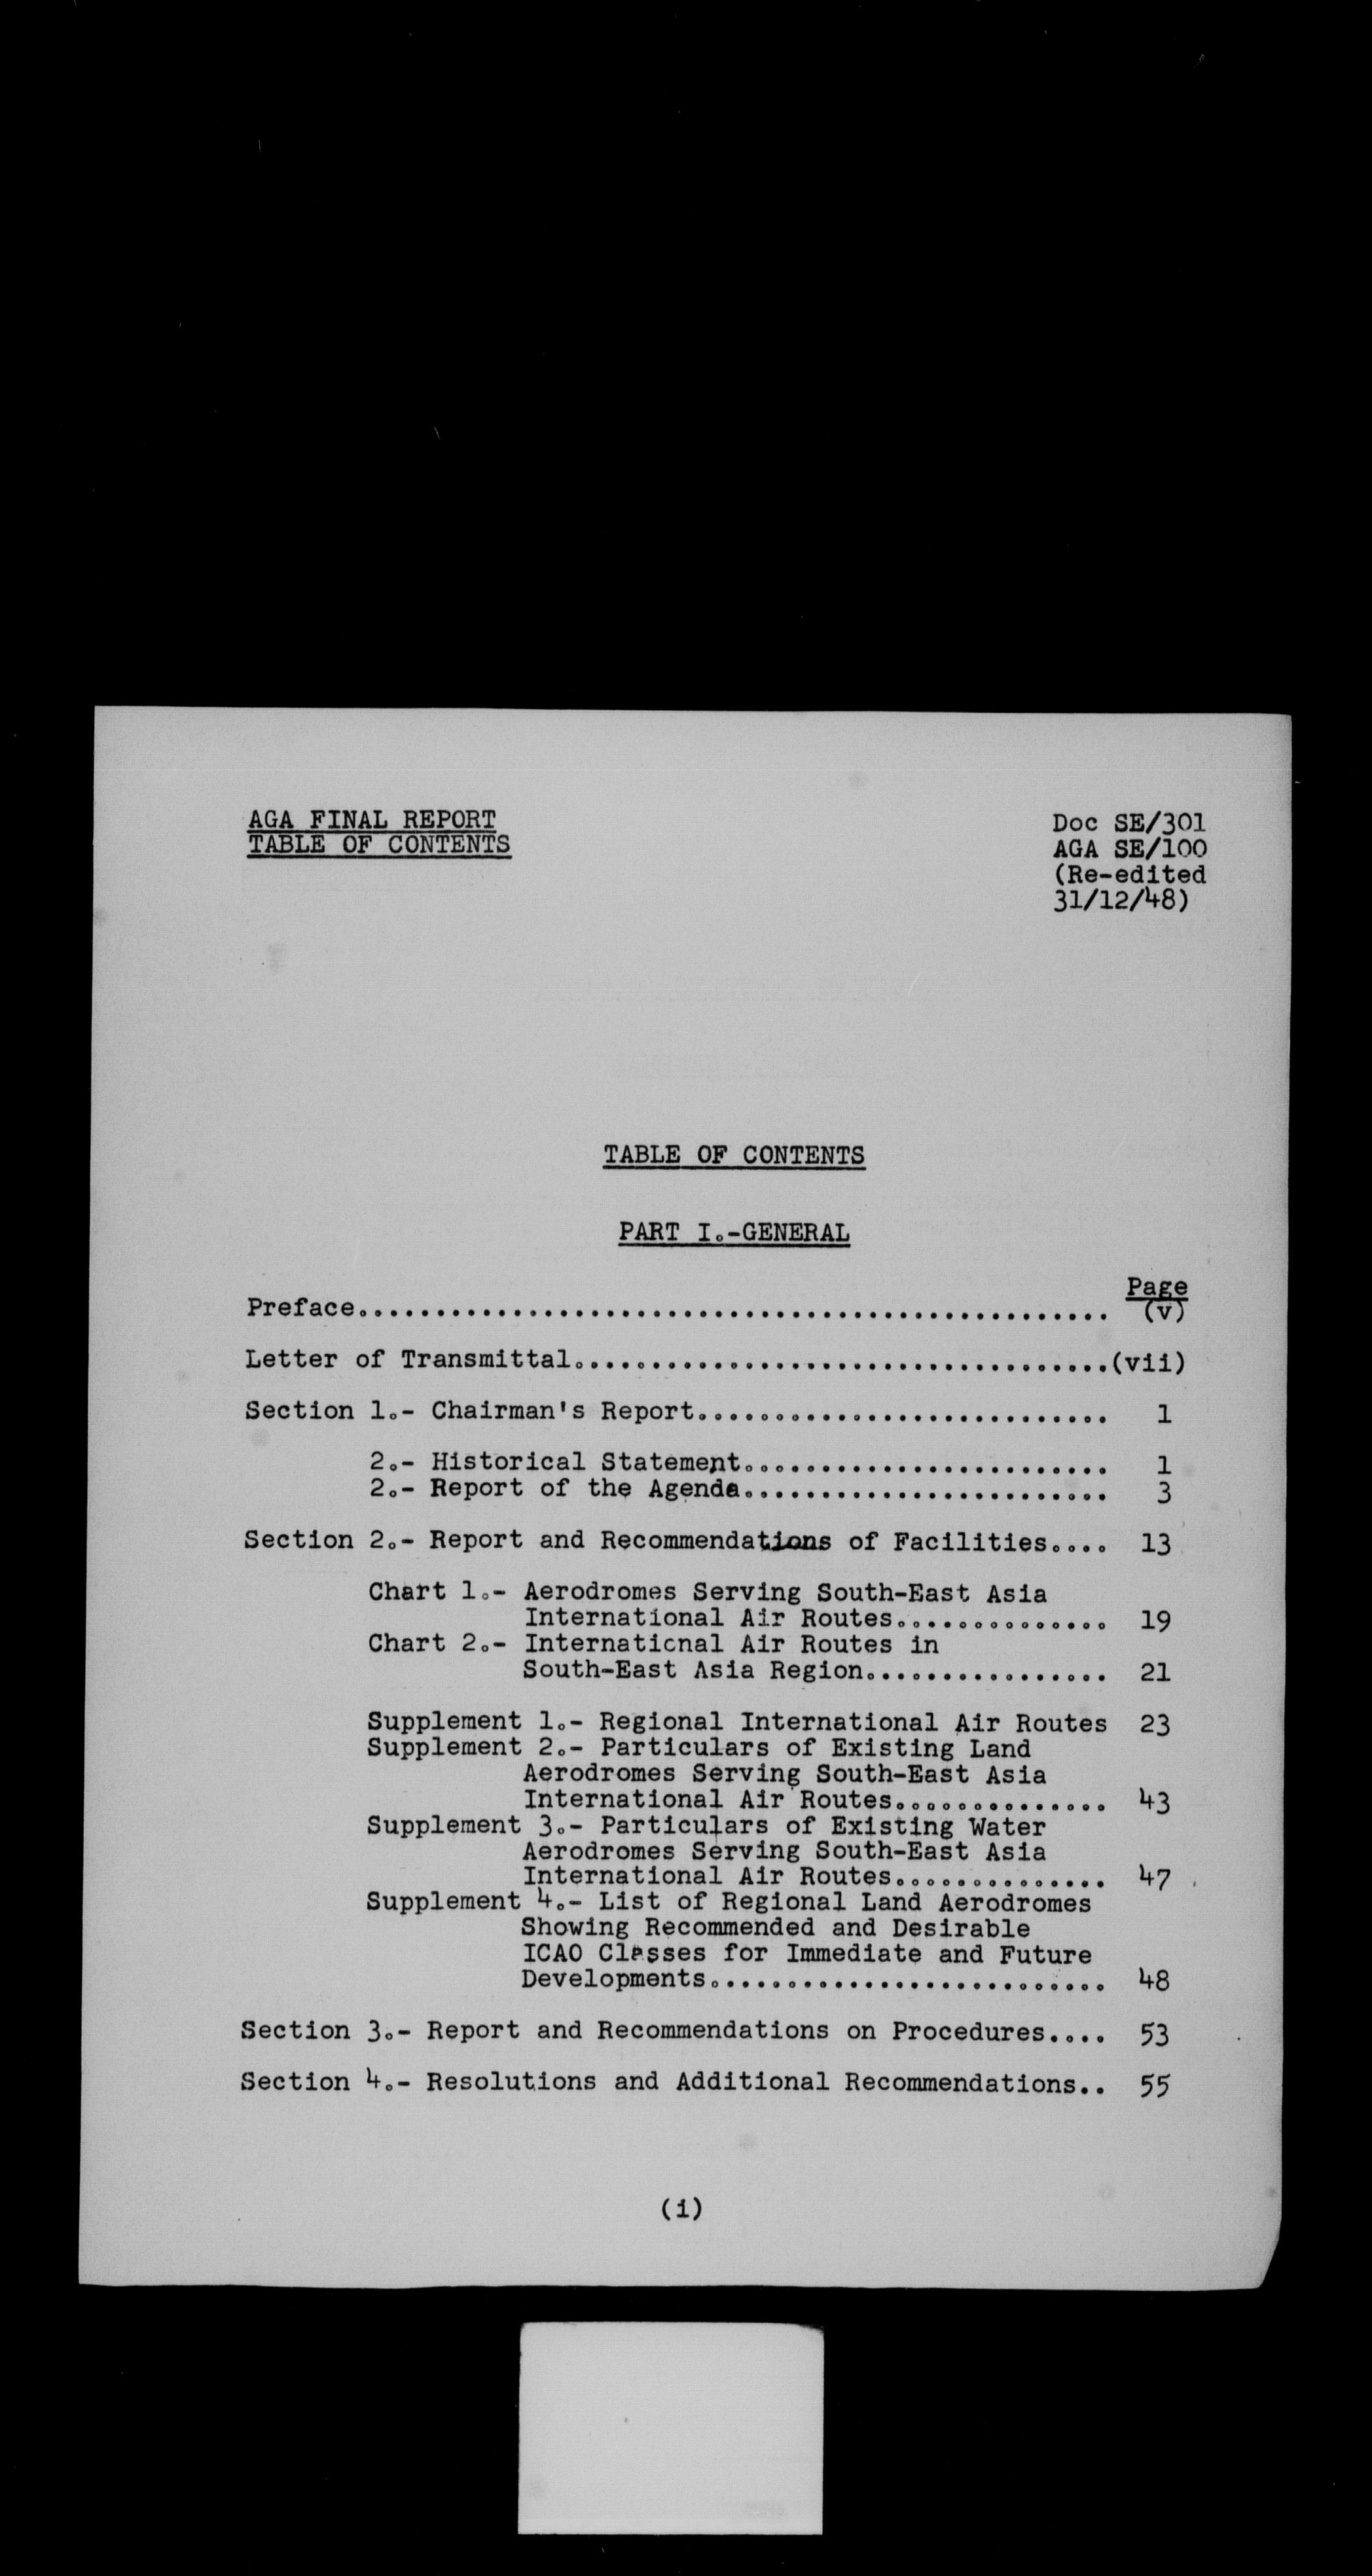 AGA FINAL REPORT
TABLE OF CONTENTS
Doc SE/301
AGA SE/100
(Re-edited
31/12/48)
TABLE OF CONTENTS
PART I.-GENERAL
Page
Preface................................................. (v)
Letter of Transmittal...................................(vii)
Section 1.- Chairman's Report........................... 1
2.- Historical Statement........................ 1
2.- Report of the Agenda........................ 3
Section 2.- Report and Recommendations of Facilities.... 13
Chart 1.- Aerodromes Serving South-East Asia
International Air Routes.............. 19
Chart 2.- International Air Routes in
South-East Asia Region................ 21
Supplement 1.- Regional International Air Routes 23
Supplement 2.- Particulars of Existing Land
Aerodromes Serving South-East Asia
International Air Routes.............. 43
Supplement 3.- Particulars of Existing Water
Aerodromes Serving South-East Asia
International Air Routes.............. 47
Supplement 4.- List of Regional Land Aerodromes
Showing Recommended and Desirable
ICAO Classes for Immediate and Future
Developments.......................... 48
Section 3.- Report and Recommendations on Procedures.... 53
Section 4.- Resolutions and Additional Recommendations.. 55
(i)